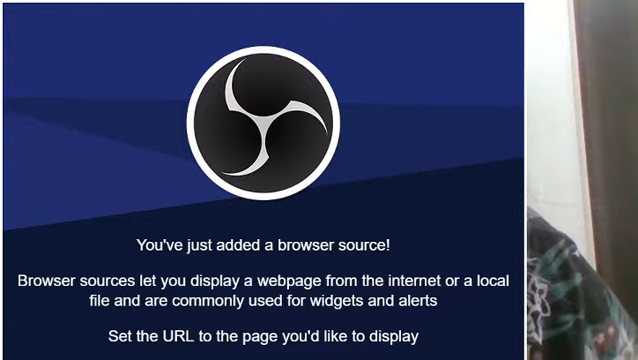 You've just added a browser source!
Browser sources let you display a webpage from the internet or a local
file and are commonly used for widgets and alerts
Set the URL to the page you'd like to display